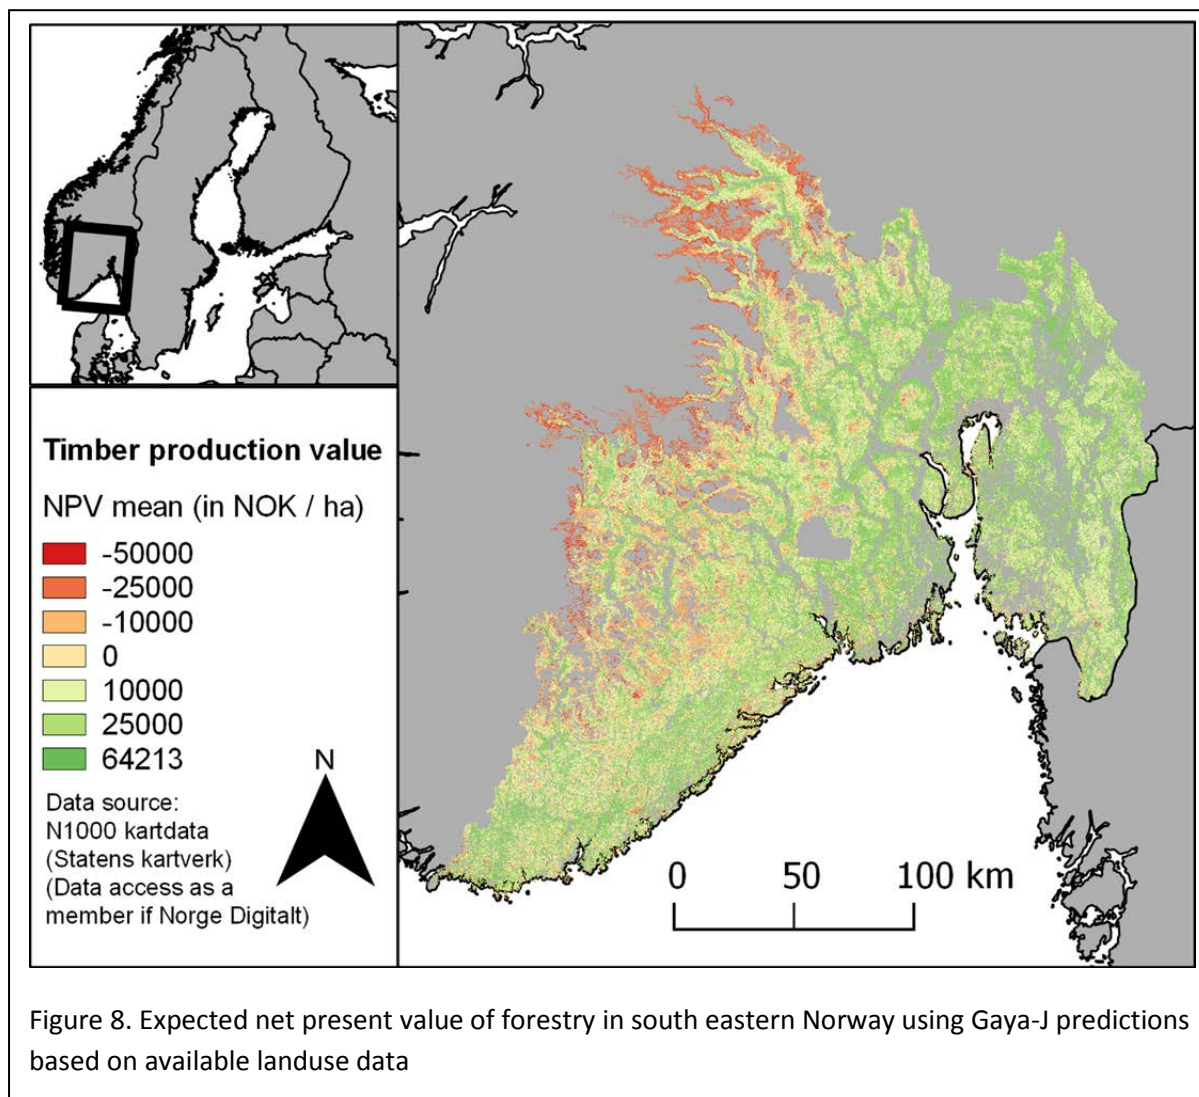 Timber production value
NPV mean (in NOK / ha)
-50000
-25000
-10000
0
10000
25000
64213
N
Data source:
N1000 kartdata
(Statens kartverk)
(Data access as a
member if Norge Digitalt)
0 50 100 km
Figure 8. Expected net present value of forestry in south eastern Norway using Gaya-J predictions
based on available landuse data